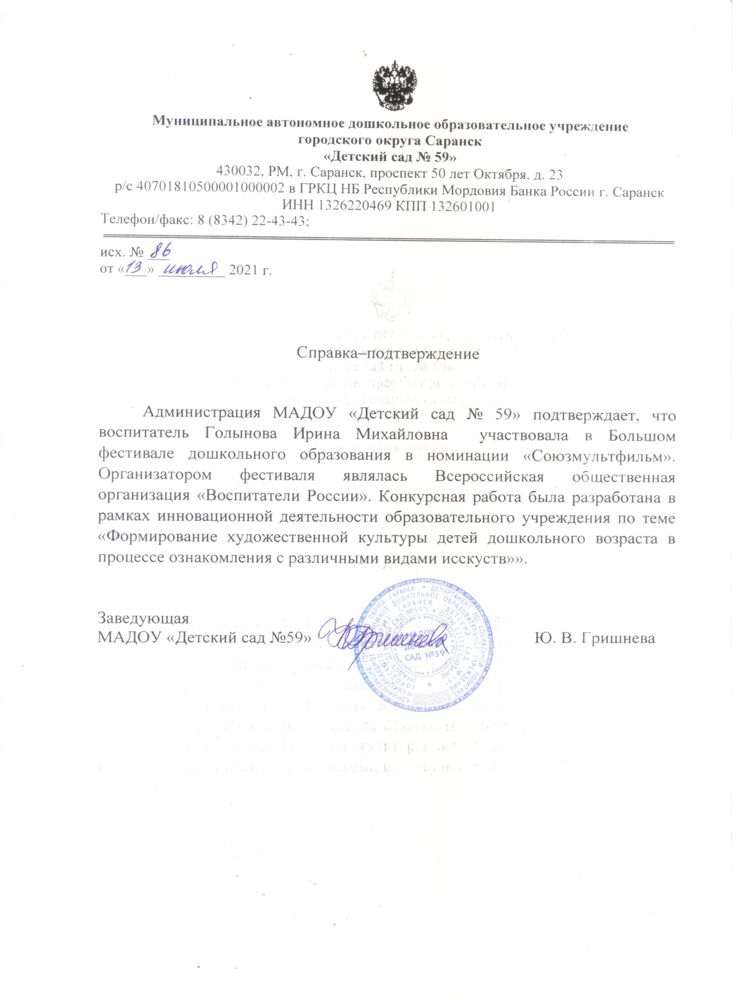 Муниципальное автономное дошкольное образовательное учреждение
городского округа Саранск
«Детский сад № 59»
430032, РМ, г. Саранск, проспект 50 лет Октября, д. 23
р/с 40701810500001000002 в ГРКЦ НБ Республики Мордовия Банка России г. Саранск
ИНН 1326220469 КПП 132601001
Телефон/факс: 8 (8342) 22-43-43;
исх. № 86
от «13» июля 2021 г.
Справка–подтверждение
Администрация МАДОУ «Детский сад № 59» подтверждает, что
воспитатель Голынова Ирина Михайловна участвовала в Большом
фестивале дошкольного образования в номинации «Союзмультфильм».
Организатором фестиваля являлась Всероссийская общественная
организация «Воспитатели России». Конкурсная работа была разработана в
рамках инновационной деятельности образовательного учреждения по теме
«Формирование художественной культуры детей дошкольного возраста в
процессе ознакомления с различными видами исскуств»».
Заведующая
МАДОУ «Детский сад №59» Ю. В. Гришнева
САД №59